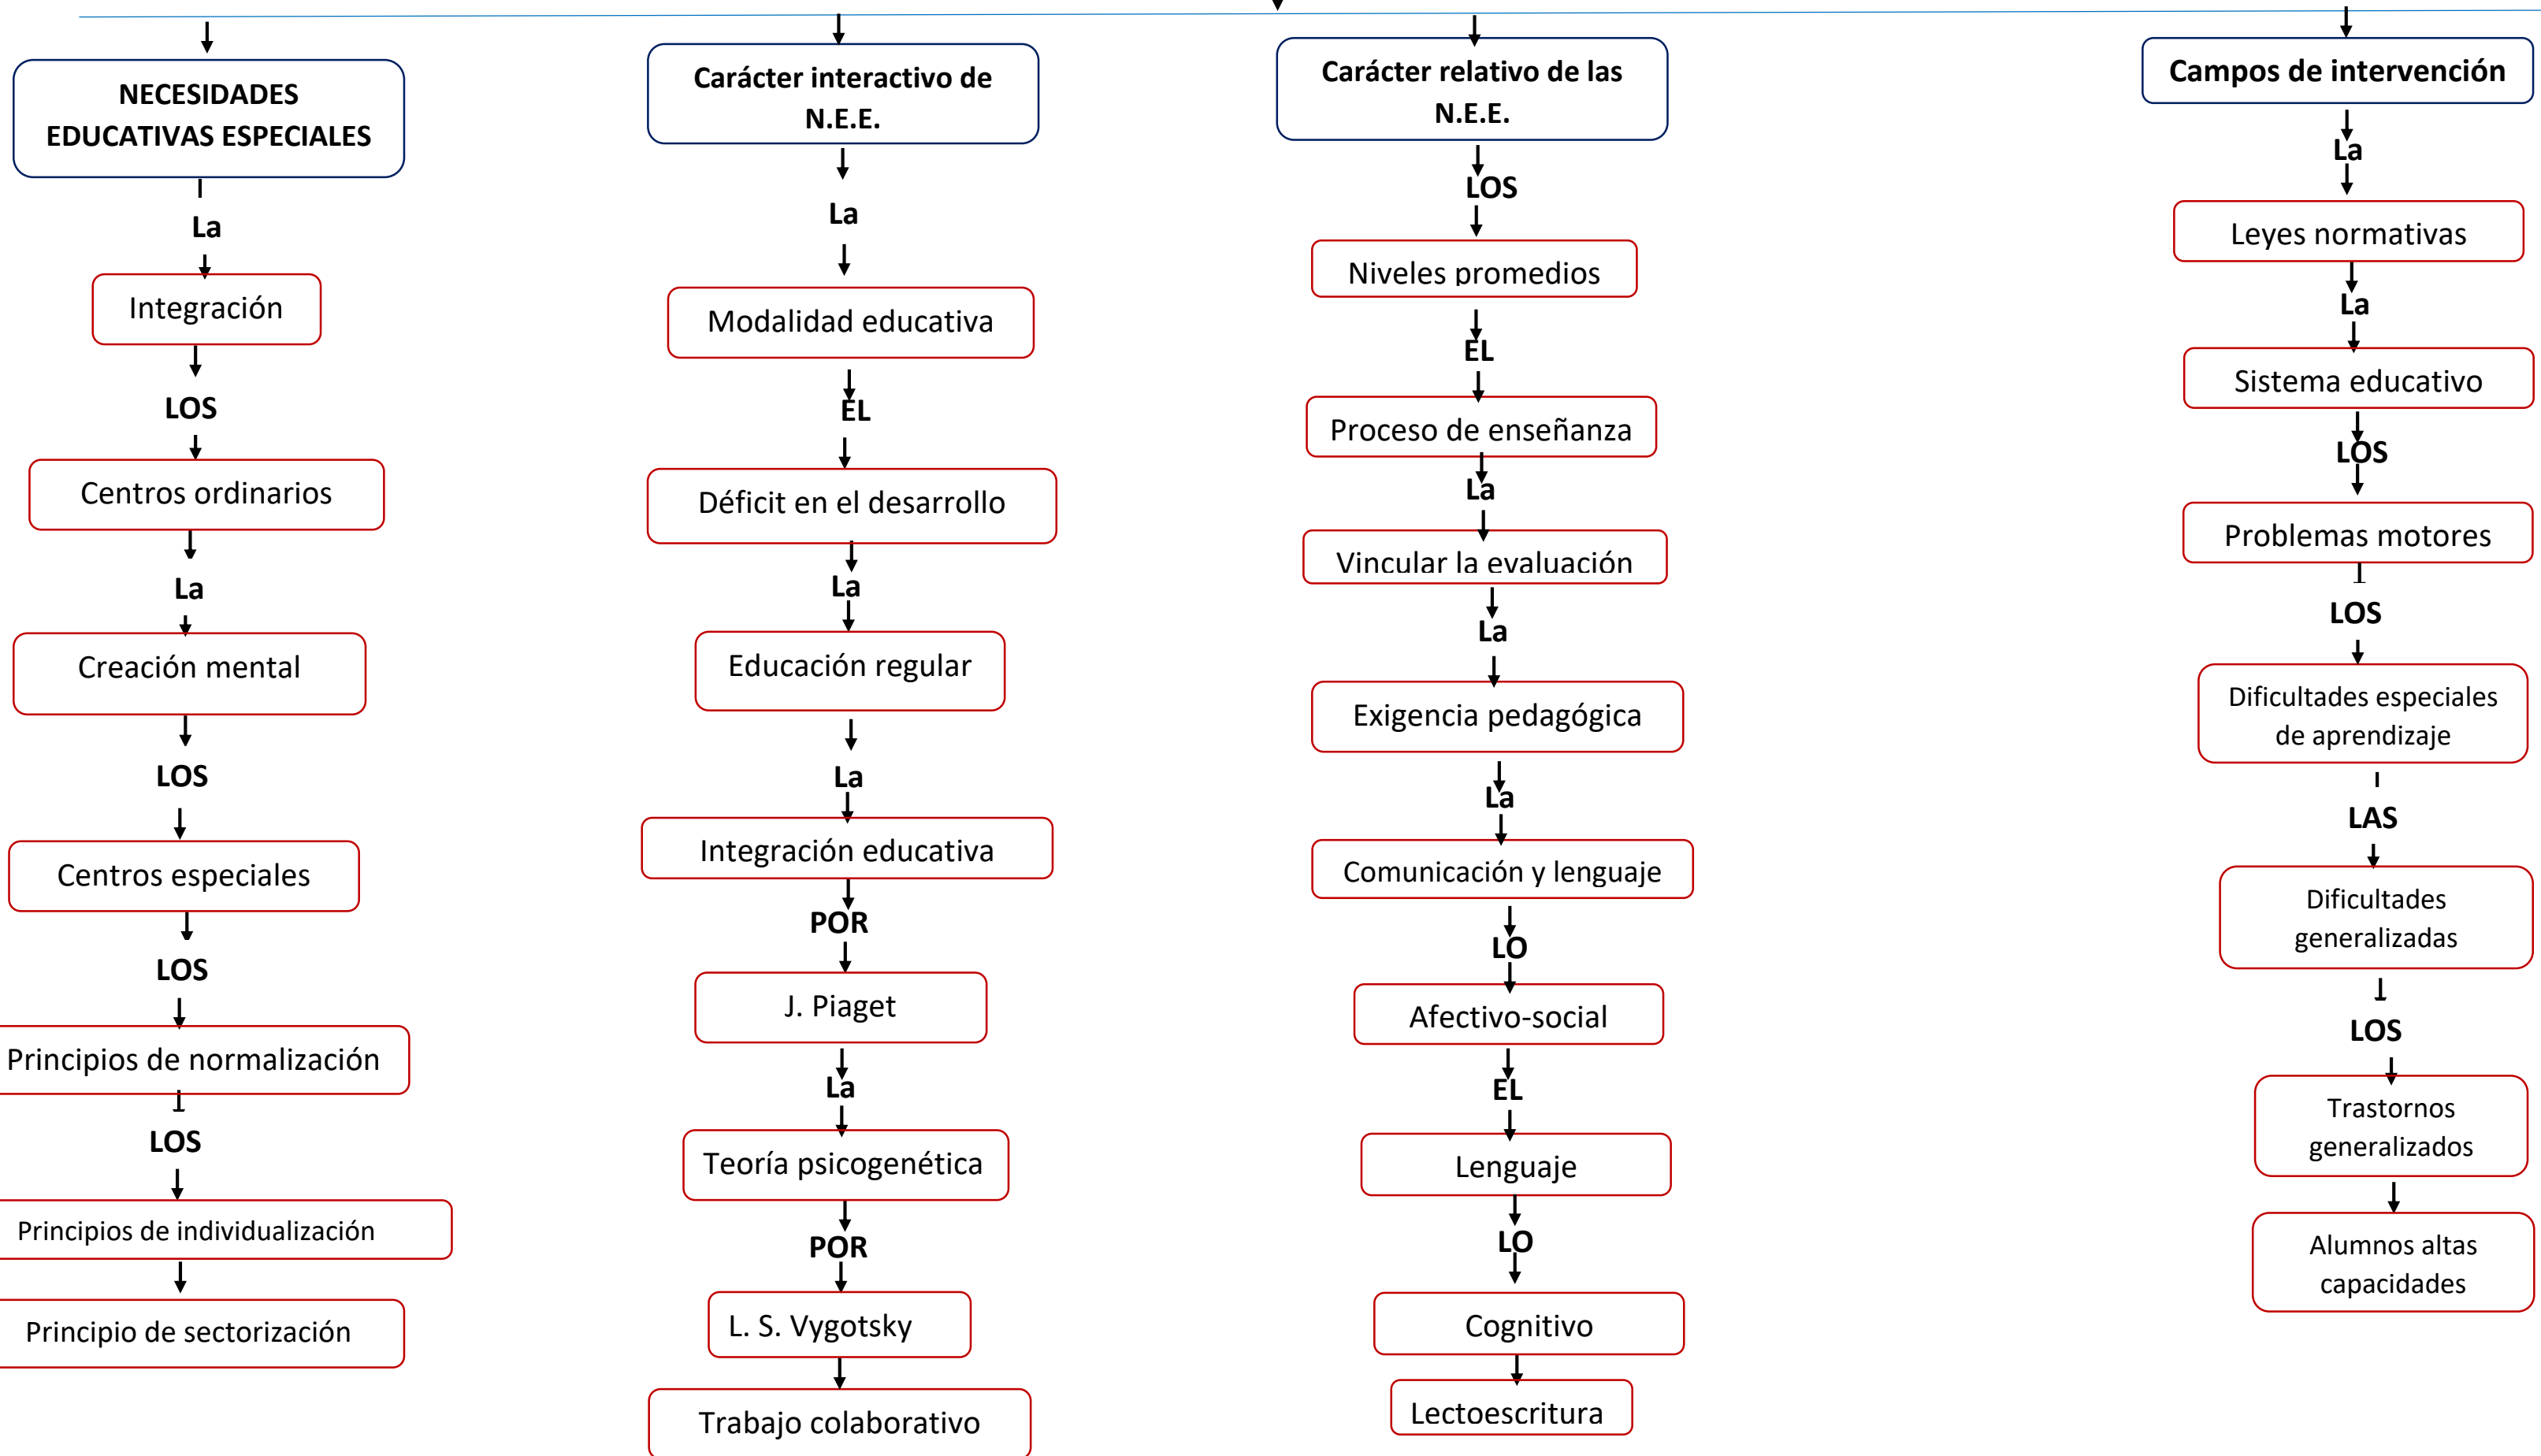 NECESIDADES
EDUCATIVAS ESPECIALES
La
Integración
LOS
Centros ordinarios
La
Creación mental
LOS
Centros especiales
LOS
Principios de normalización
LOS
Principios de individualización
Principio de sectorización
Carácter interactivo de
N.E.E.
La
Modalidad educativa
EL
Déficit en el desarrollo
La
Educación regular
La
Integración educativa
POR
J. Piaget
La
Teoría psicogenética
POR
L. S. Vygotsky
Trabajo colaborativo
Carácter relativo de las
N.E.E.
LOS
Niveles promedios
EL
Proceso de enseñanza
La
Vincular la evaluación
La
Exigencia pedagógica
La
Comunicación y lenguaje
LO
Afectivo-social
EL
Lenguaje
LO
Cognitivo
Lectoescritura
Campos de intervención
La
Leyes normativas
La
Sistema educativo
LOS
Problemas motores
LOS
Dificultades especiales
de aprendizaje
LAS
Dificultades
generalizadas
LOS
Trastornos
generalizados
Alumnos altas
capacidades